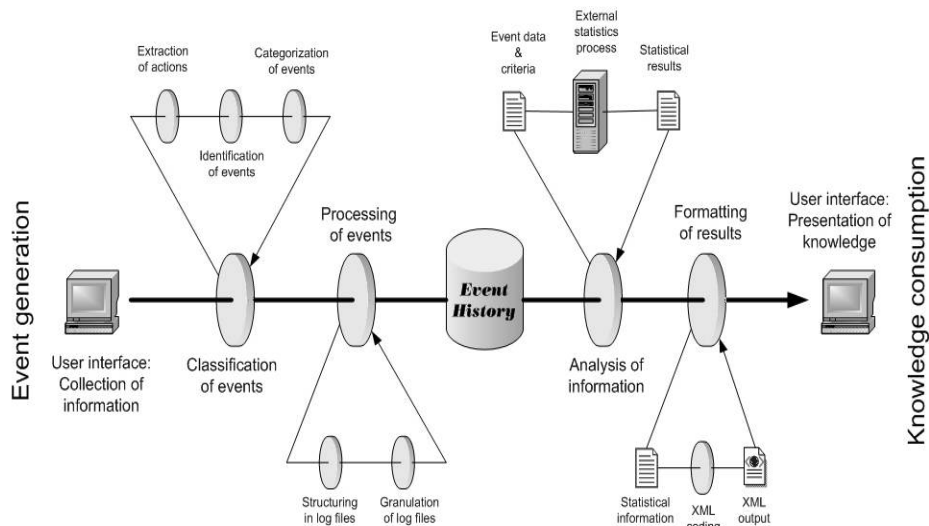 Event generation
Extraction
of actions
Categorization
of events
Identification
of events
Event data
&
criteria
External
statistics
process
Statistical
results
Processing
of events
Formatting
of results
User interface:
Presentation of
knowledge
Event
History
User interface:
Collection of
information
Classification
of events
Analysis of
information
Structuring
in log files
Granulation
of log files
Statistical
information
XML
coding
XML
output
Knowledge consumption